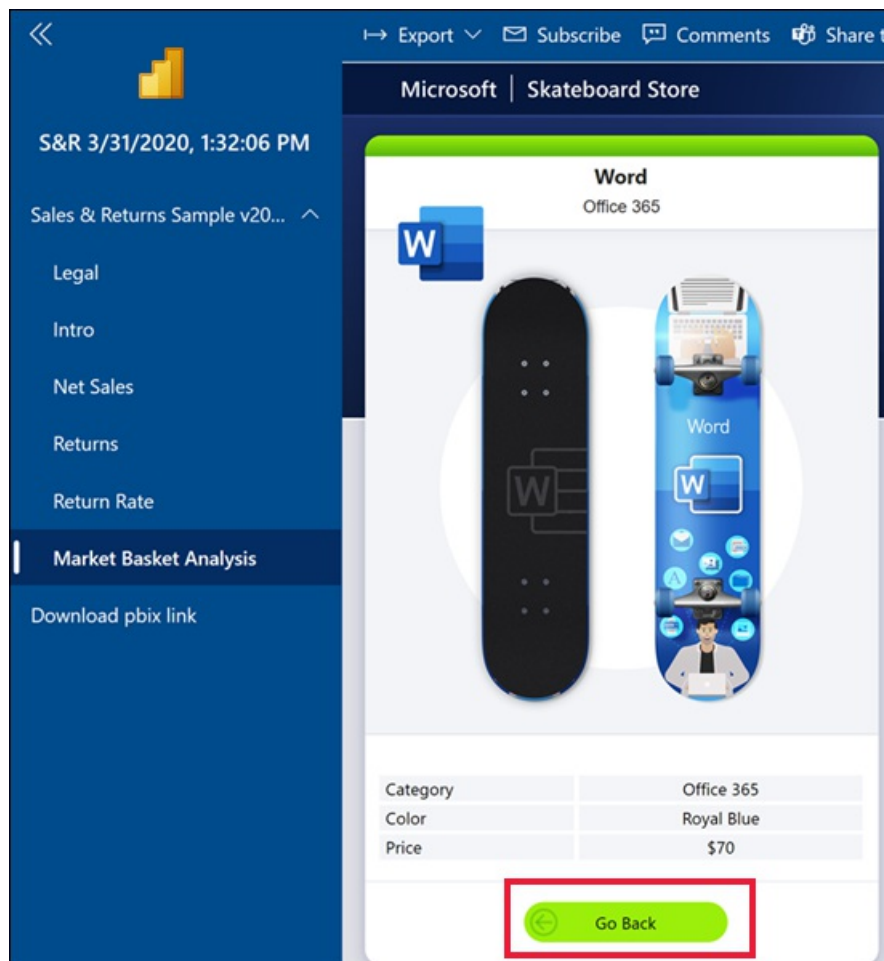 Export
Subscribe
Comments
Share t
S&R 3/31/2020, 1:32:06 PM
Sales & Returns Sample v20...
Legal
Intro
Net Sales
Returns
Return Rate
Market Basket Analysis
Download pbix link
Microsoft | Skateboard Store
Word
Office 365
W
W
Word
W
A
Category Office 365
Color Royal Blue
Price $70
Go Back